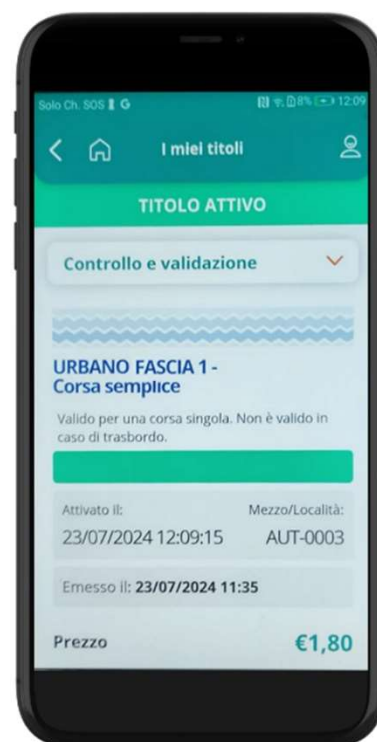 Solo Ch. SOS G 8% 12:09
I miei titoli
TITOLO ATTIVO
Controllo e validazione
URBANO FASCIA 1 -
Corsa semplice
Valido per una corsa singola. Non è valido in
caso di trasbordo.
Attivato il: Mezzo/Località:
23/07/2024 12:09:15 AUT-0003
Emesso il: 23/07/2024 11:35
Prezzo €1,80